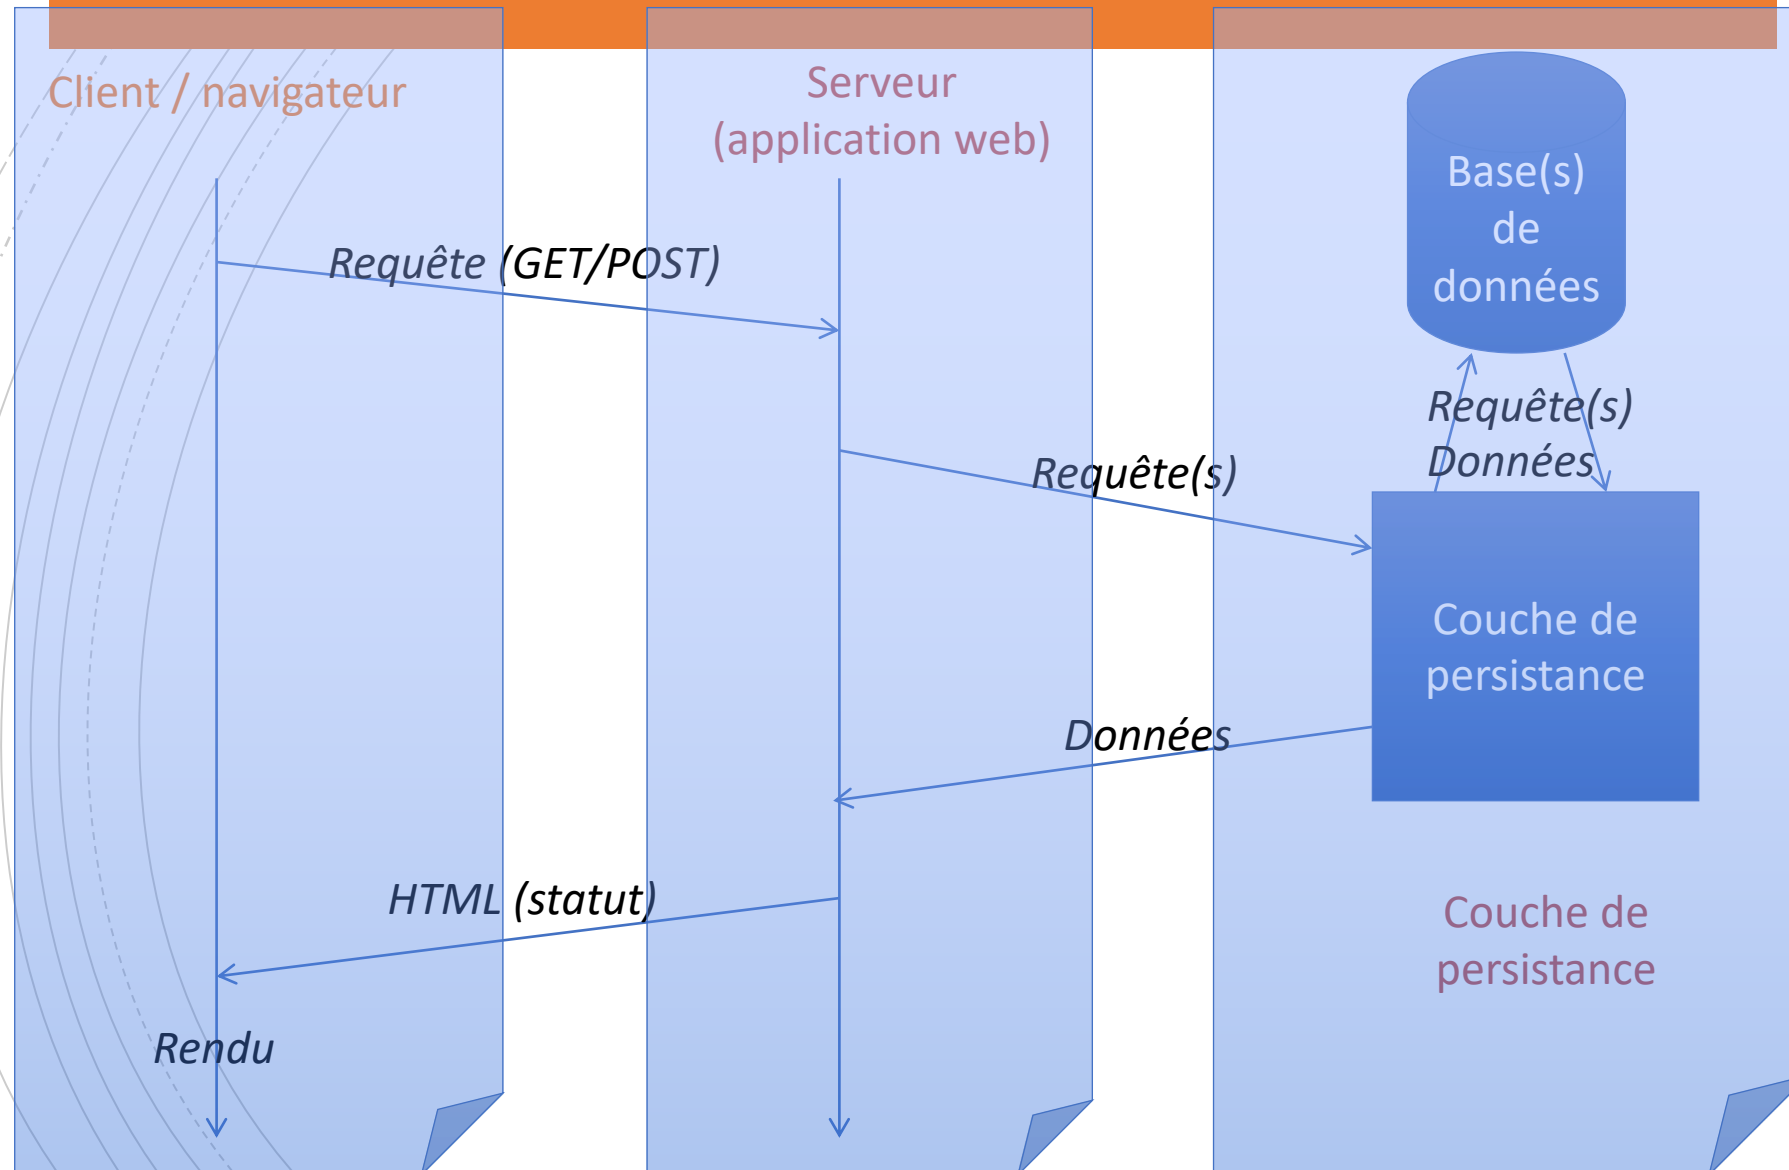 Client / navigateur
Serveur
(application web)
Base(s)
de
données
Requête (GET/POST)
Requête(s)
Données
Requête(s)
Couche de
persistance
Données
HTML (statut)
Couche de
persistance
Rendu